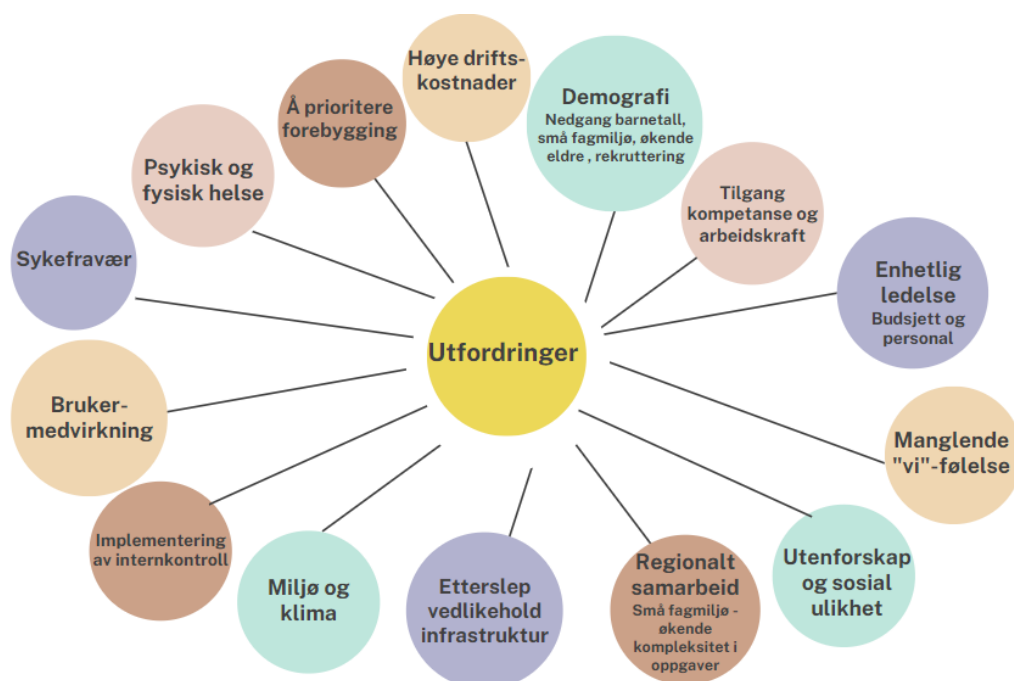 Høye drifts-
kostnader
Demografi
Nedgang barnetall,
små fagmiljø, økende
eldre , rekruttering
Å prioritere
forebygging
Psykisk og
fysisk helse
Tilgang
kompetanse og
arbeidskraft
Sykefravær
Enhetlig
ledelse
Budsjett og
personal
Utfordringer
Bruker-
medvirkning
Manglende
"vi"-følelse
Implementering
av internkontroll
Miljø og
klima
Etterslep
vedlikehold
infrastruktur
Regionalt
samarbeid
Små fagmiljø -
økende
kompleksitet i
oppgaver
Utenforskap
og sosial
ulikhet